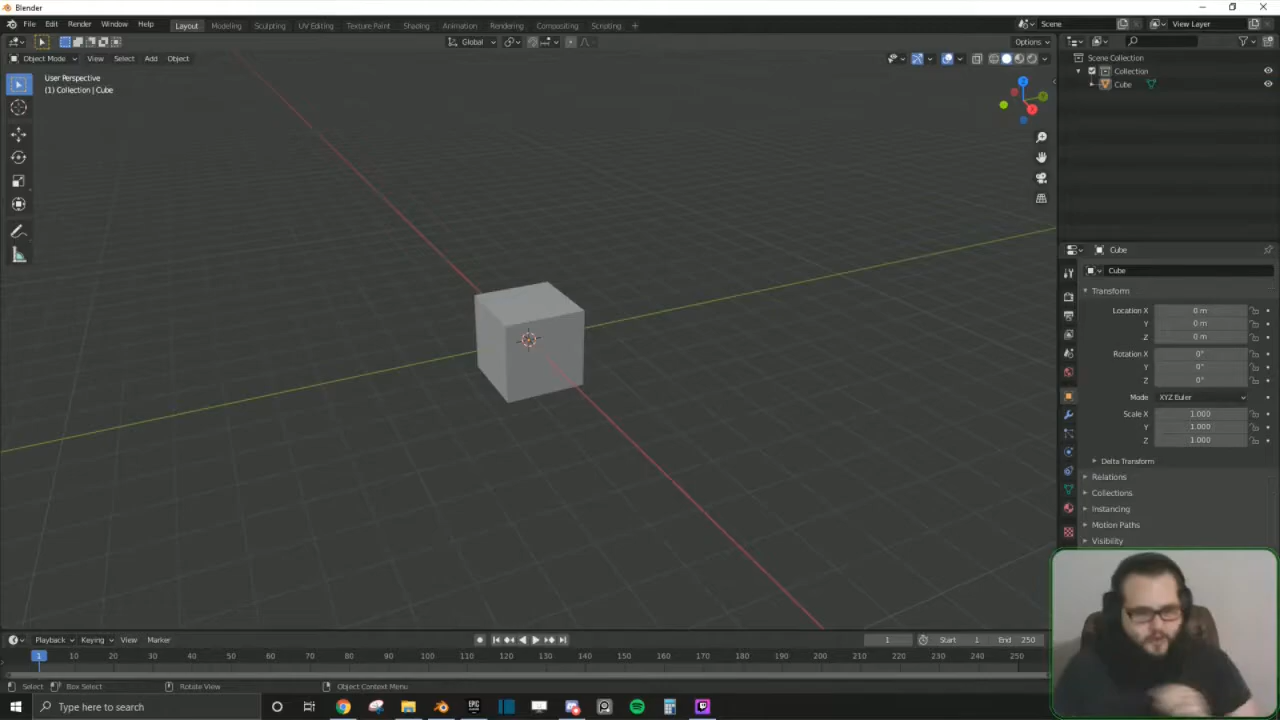 Blender
File Edit Render Window Help Layout Modeling Sculpting UV Editing Texture Paint Shading Animation Rendering Compositing Scripting + Scene View Layer
Global Options
Object Mode View Select Add Object
User Perspective
(1) Collection | Cube
Scene Collection
Collection
Cube
Cube
Cube
Transform
Location X 0 m
Y 0 m
Z 0 m
Rotation X 0°
Y 0°
Z 0°
Mode XYZ Euler
Scale X 1.000
Y 1.000
Z 1.000
Delta Transform
Relations
Collections
Instancing
Motion Paths
Visibility
Playback Keying View Marker 1 Start 1 End 250
1 10 20 30 40 50 60 70 80 90 100 110 120 130 140 150 160 170 180 190 200 210 220 230 240 250
Select Box Select Rotate View Object Context Menu
Type here to search